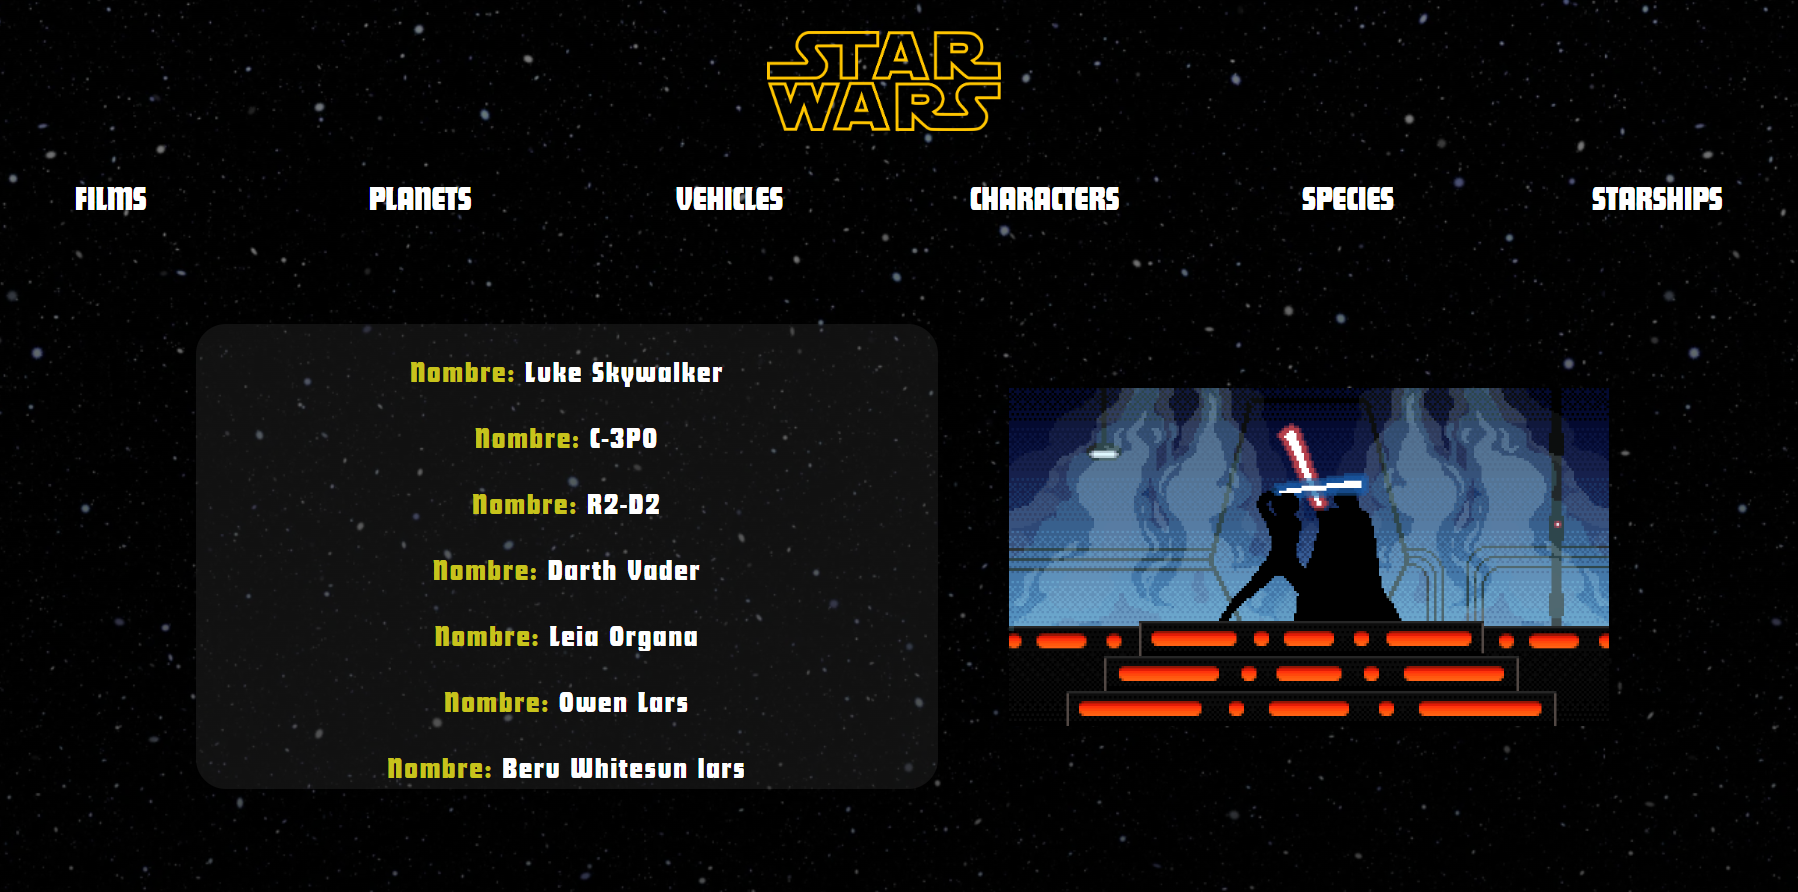 STAR
WARS
FILMS PLANETS VEHICLES CHARACTERS SPECIES STARSHIPS
Nombre: Luke Skywalker
Nombre: C-3PO
Nombre: R2-D2
Nombre: Darth Vader
Nombre: Leia Organa
Nombre: Owen Lars
Nombre: Beru Whitesun lars